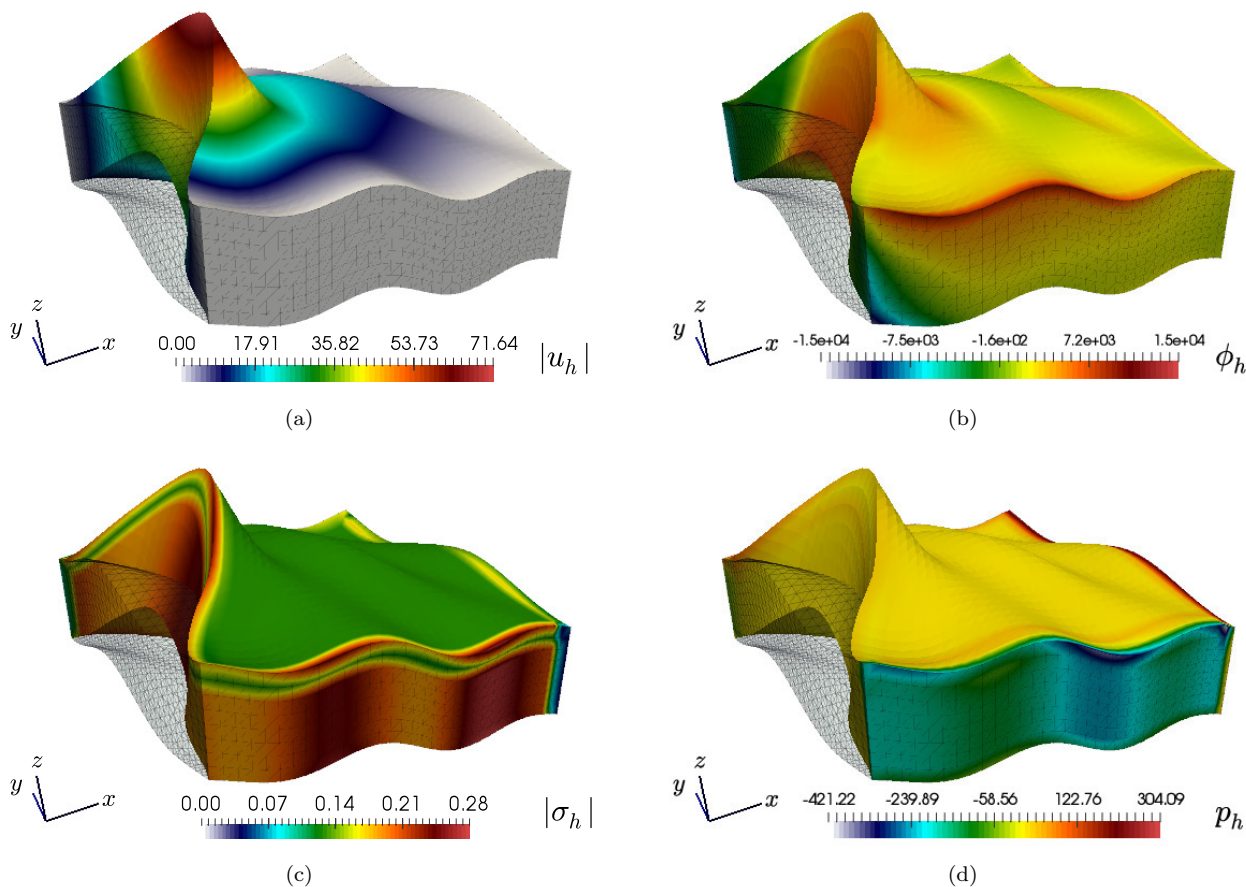 z
y
x
0.00 17.91 35.82 53.73 71.64
|u_h|
(a)
z
y
x
-1.5e+04 -7.5e+03 -1.6e+02 7.2e+03 1.5e+04
ϕ_h
(b)
z
y
x
0.00 0.07 0.14 0.21 0.28
|σ_h|
(c)
z
y
x
-421.22 -239.89 -58.56 122.76 304.09
p_h
(d)